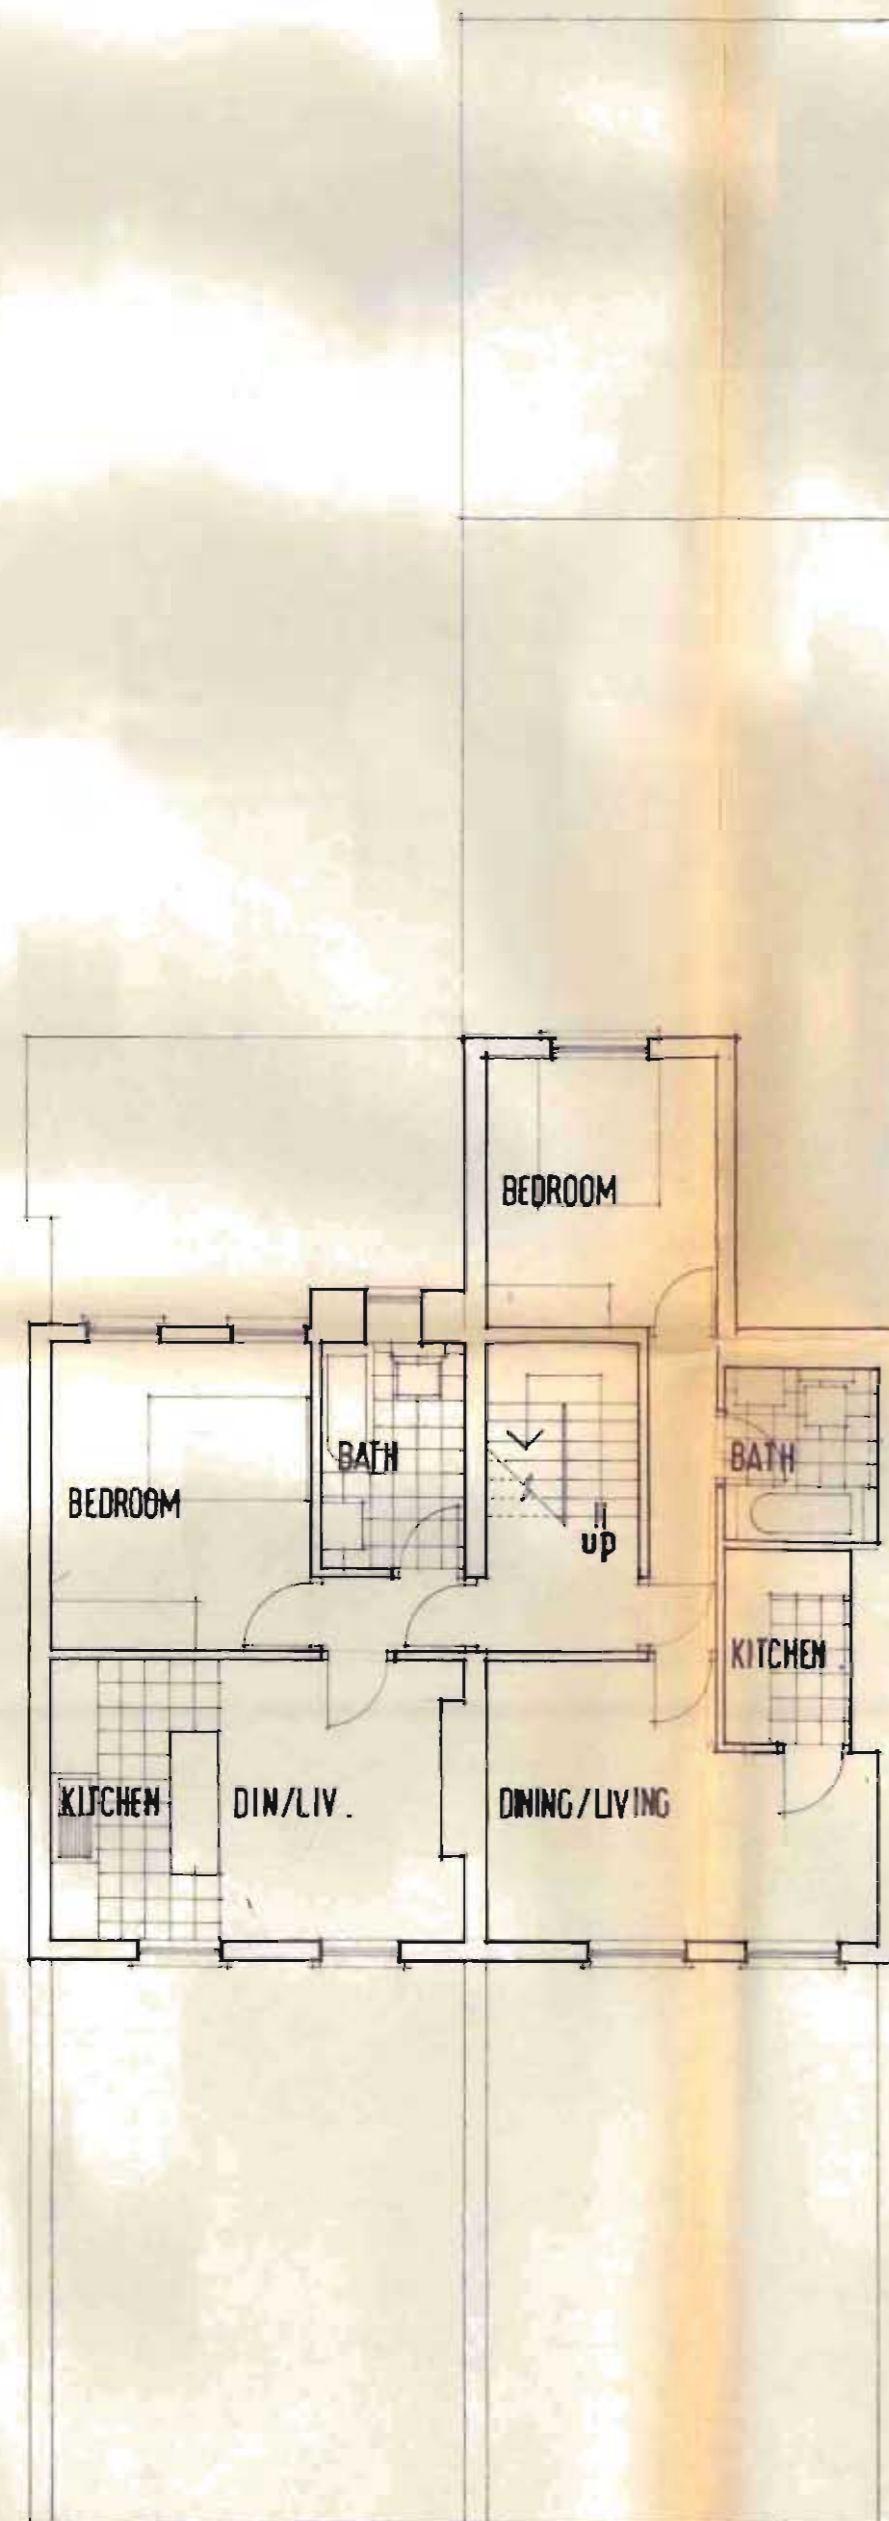 BEDROOM
BATH
BATH
BEDROOM
up
KITCHEN
KITCHEN
DIN/LIV.
DINING/LIVING